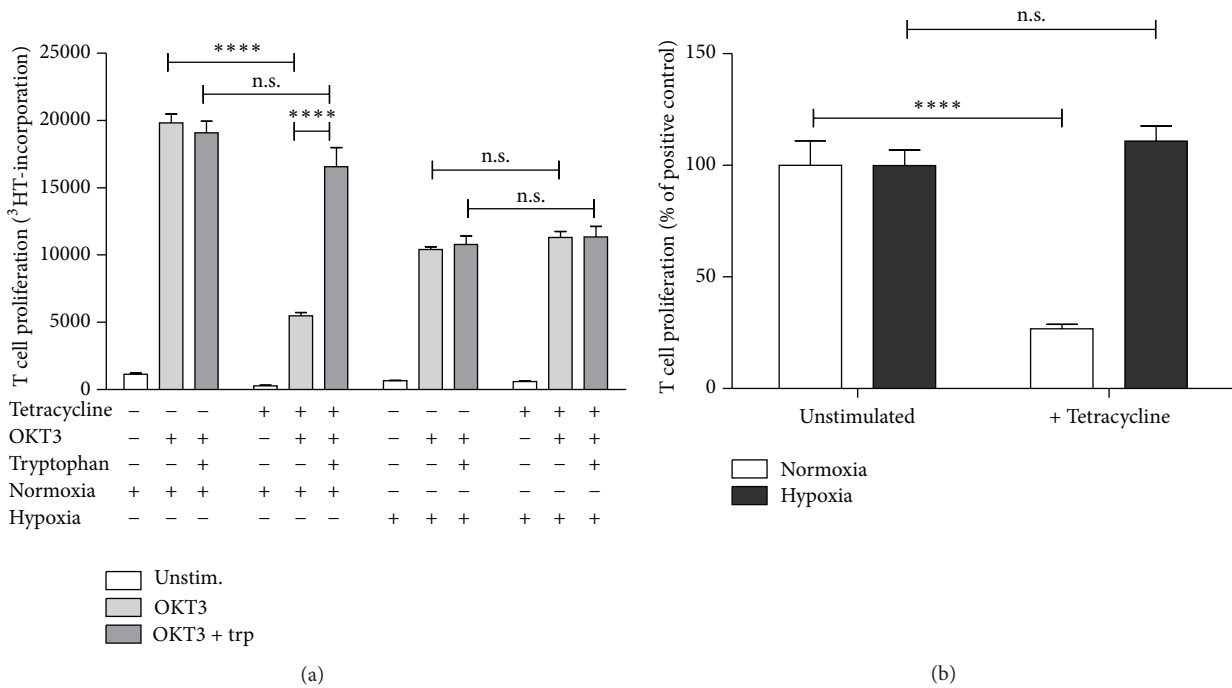 T cell proliferation (³HT-incorporation)
25000
20000
15000
10000
5000
0
****
n.s.
****
n.s.
n.s.
Tetracycline − − − + + + − − − + + +
OKT3 − + + − + + − + + − + +
Tryptophan − − + − − + − − + − − +
Normoxia + + + + + + − − − − − −
Hypoxia − − − − − − + + + + + +
Unstim.
OKT3
OKT3 + trp
(a)
T cell proliferation (% of positive control)
150
100
50
0
n.s.
****
Unstimulated + Tetracycline
Normoxia
Hypoxia
(b)